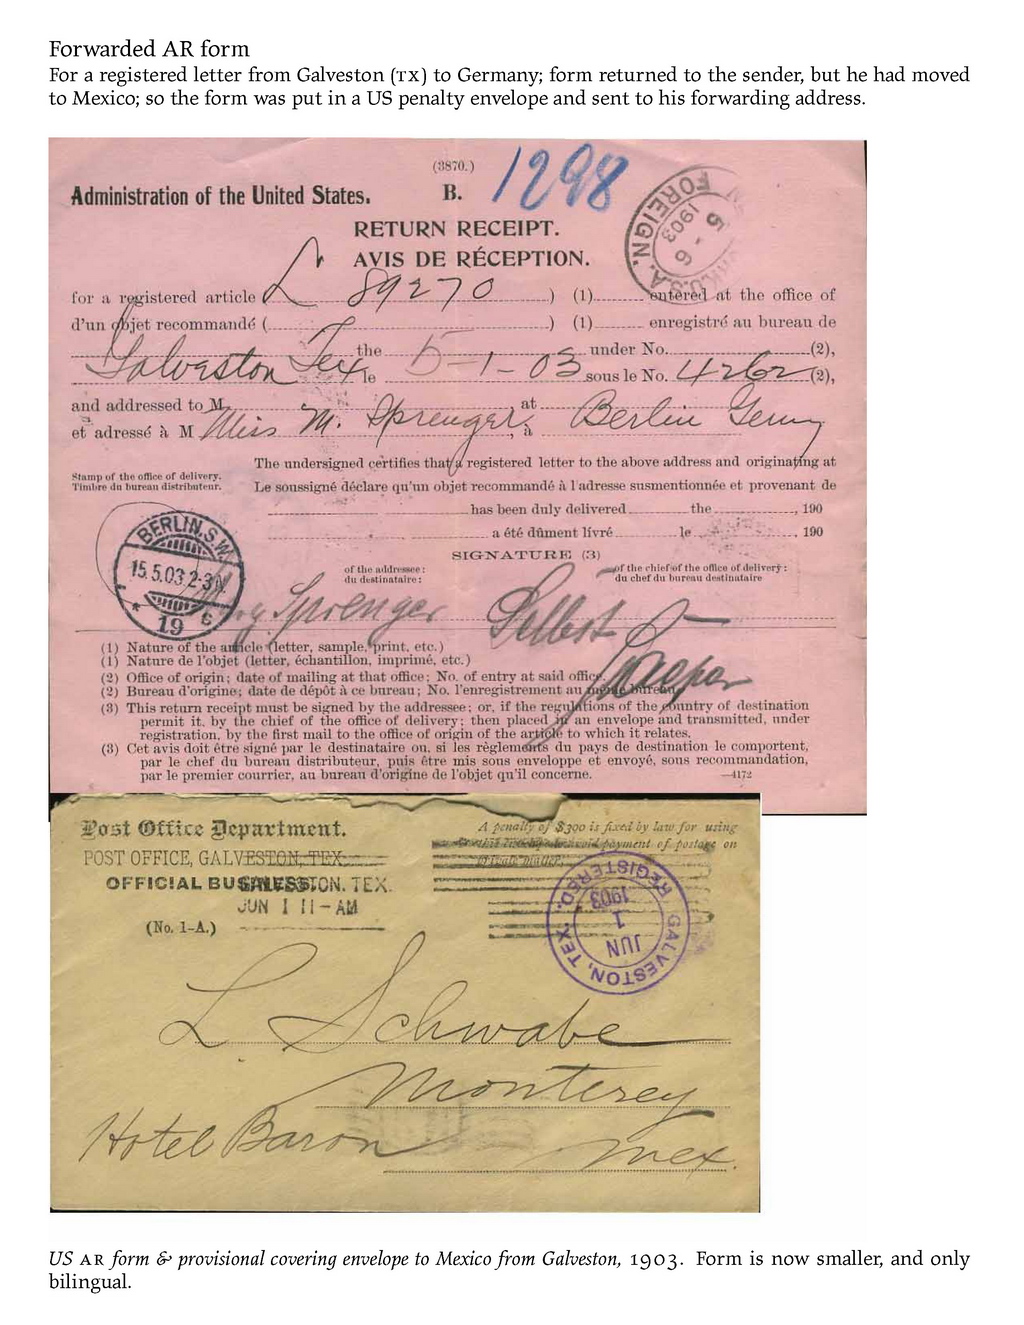 Forwarded AR form
For a registered letter from Galveston (TX) to Germany; form returned to the sender, but he had moved
to Mexico; so the form was put in a US penalty envelope and sent to his forwarding address.
(3870.)
1298
Administration of the United States.
B.
RETURN RECEIPT.
AVIS DE RÉCEPTION.
FOREIGN.
5-6
1903
U.S.A.
for a registered article ( L 89270 ) (1) entered at the office of
d'un objet recommandé ( ) (1) enregistré au bureau de
Galveston Tex the 5-1-03 under No. (2),
le sous le No. 4262 (2),
and addressed to M at
et adressé à M Miss M. Sprenger, à Berlin Germy
Stamp of the office of delivery.
Timbre du bureau distributeur.
The undersigned certifies that a registered letter to the above address and originating at
Le soussigné déclare qu'un objet recommandé à l'adresse susmentionnée et provenant de
has been duly delivered the , 190
a été dûment livré le , 190
SIGNATURE (3)
of the addressee:
du destinataire:
of the chief of the office of delivery:
du chef du bureau destinataire
BERLIN. S.W.
15.5.03.2-3N
19
c
Sprenger
Selbst
(1) Nature of the article (letter, sample, print, etc.)
(1) Nature de l'objet (letter, échantillon, imprimé, etc.)
(2) Office of origin; date of mailing at that office; No. of entry at said office.
(2) Bureau d'origine; date de dépôt à ce bureau; No. l'enregistrement au meme bureau.
(3) This return receipt must be signed by the addressee; or, if the regulations of the country of destination
permit it, by the chief of the office of delivery; then placed in an envelope and transmitted, under
registration, by the first mail to the office of origin of the article to which it relates.
(3) Cet avis doit être signé par le destinataire ou, si les règlements du pays de destination le comportent,
par le chef du bureau distributeur, puis être mis sous enveloppe et envoyé, sous recommandation,
par le premier courrier, au bureau d'origine de l'objet qu'il concerne.
—4172
Post Office Department.
POST OFFICE, GALVESTON, TEX.
OFFICIAL BUSINESS
GALVESTON. TEX.
JUN 1 11-AM
(No. 1-A.)
A penalty of $300 is fixed by law for using
this envelope to avoid payment of postage on
private matter.
REGISTERED.
JUN
1
1903
GALVESTON, TEX
L. Schwabe
Monterey
Hotel Baron
Mex.
US AR form & provisional covering envelope to Mexico from Galveston, 1903. Form is now smaller, and only
bilingual.